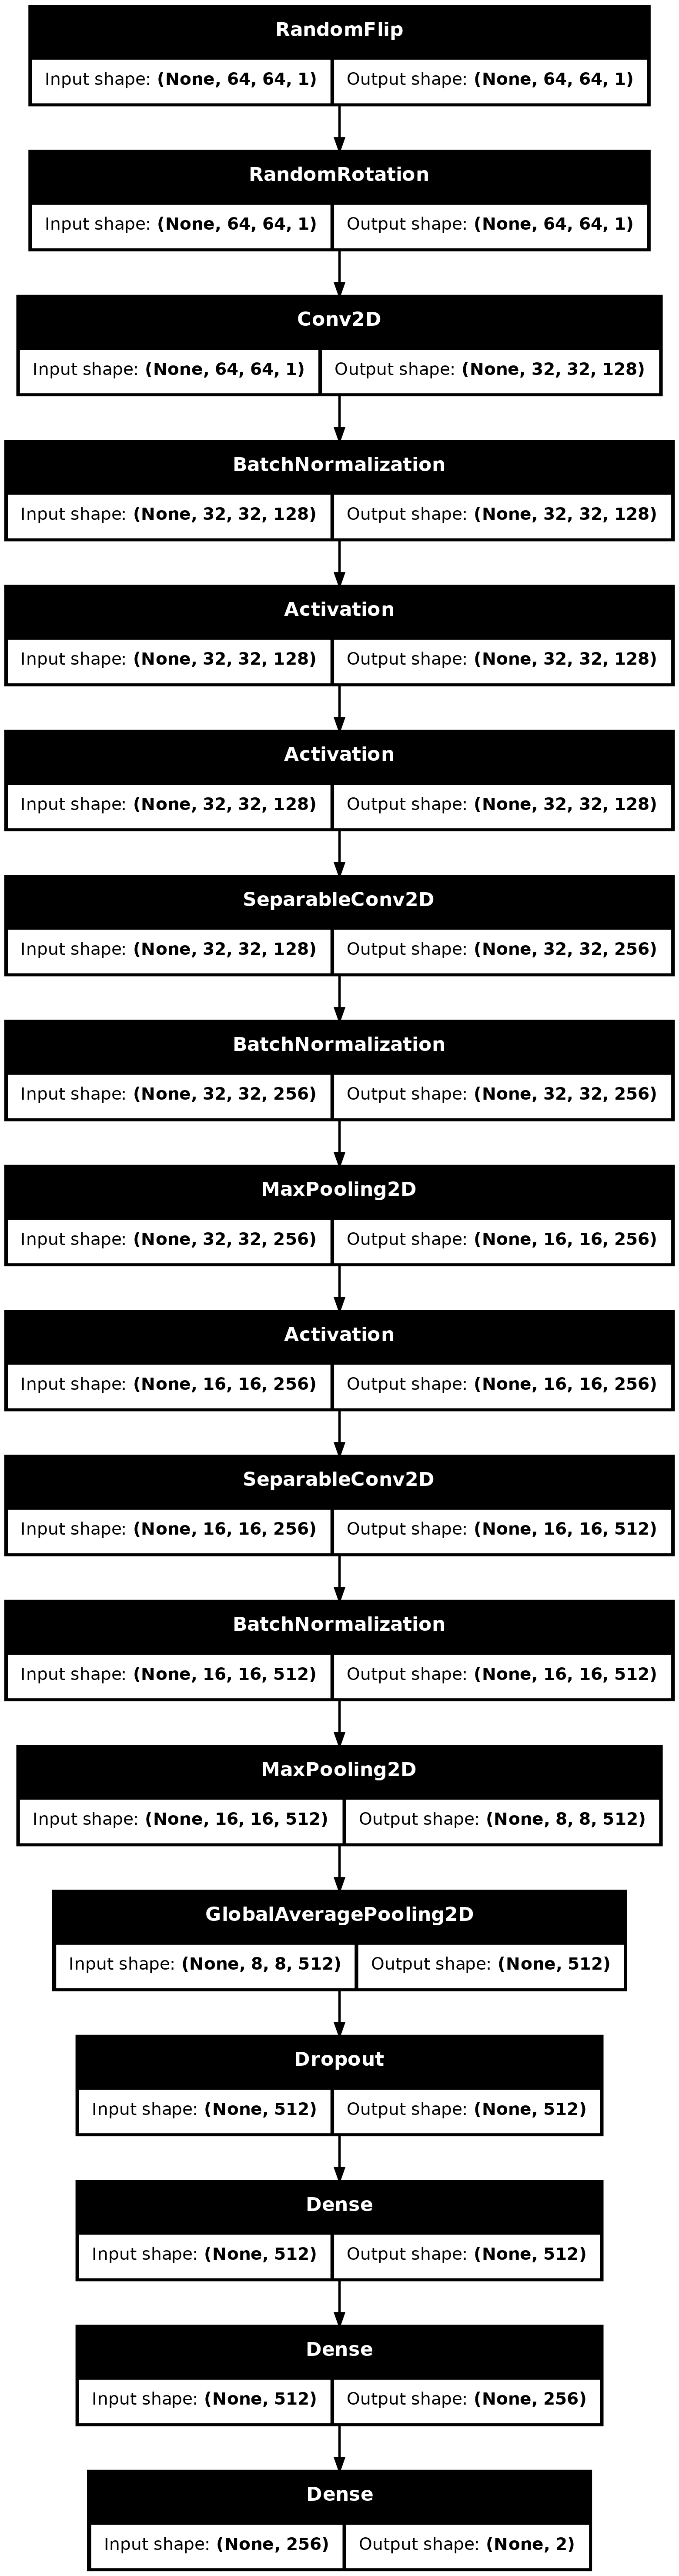 RandomFlip
Input shape: (None, 64, 64, 1) Output shape: (None, 64, 64, 1)
RandomRotation
Input shape: (None, 64, 64, 1) Output shape: (None, 64, 64, 1)
Conv2D
Input shape: (None, 64, 64, 1) Output shape: (None, 32, 32, 128)
BatchNormalization
Input shape: (None, 32, 32, 128) Output shape: (None, 32, 32, 128)
Activation
Input shape: (None, 32, 32, 128) Output shape: (None, 32, 32, 128)
Activation
Input shape: (None, 32, 32, 128) Output shape: (None, 32, 32, 128)
SeparableConv2D
Input shape: (None, 32, 32, 128) Output shape: (None, 32, 32, 256)
BatchNormalization
Input shape: (None, 32, 32, 256) Output shape: (None, 32, 32, 256)
MaxPooling2D
Input shape: (None, 32, 32, 256) Output shape: (None, 16, 16, 256)
Activation
Input shape: (None, 16, 16, 256) Output shape: (None, 16, 16, 256)
SeparableConv2D
Input shape: (None, 16, 16, 256) Output shape: (None, 16, 16, 512)
BatchNormalization
Input shape: (None, 16, 16, 512) Output shape: (None, 16, 16, 512)
MaxPooling2D
Input shape: (None, 16, 16, 512) Output shape: (None, 8, 8, 512)
GlobalAveragePooling2D
Input shape: (None, 8, 8, 512) Output shape: (None, 512)
Dropout
Input shape: (None, 512) Output shape: (None, 512)
Dense
Input shape: (None, 512) Output shape: (None, 512)
Dense
Input shape: (None, 512) Output shape: (None, 256)
Dense
Input shape: (None, 256) Output shape: (None, 2)